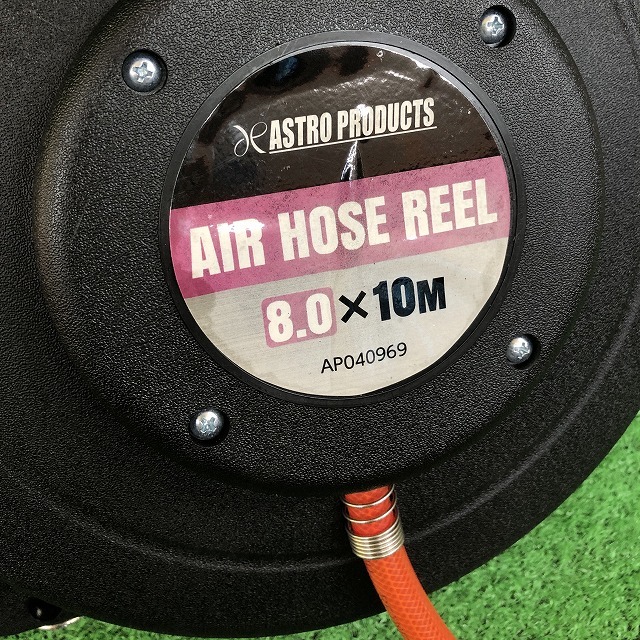 ASTRO PRODUCTS
AIR HOSE REEL
8.0×10M
AP040969